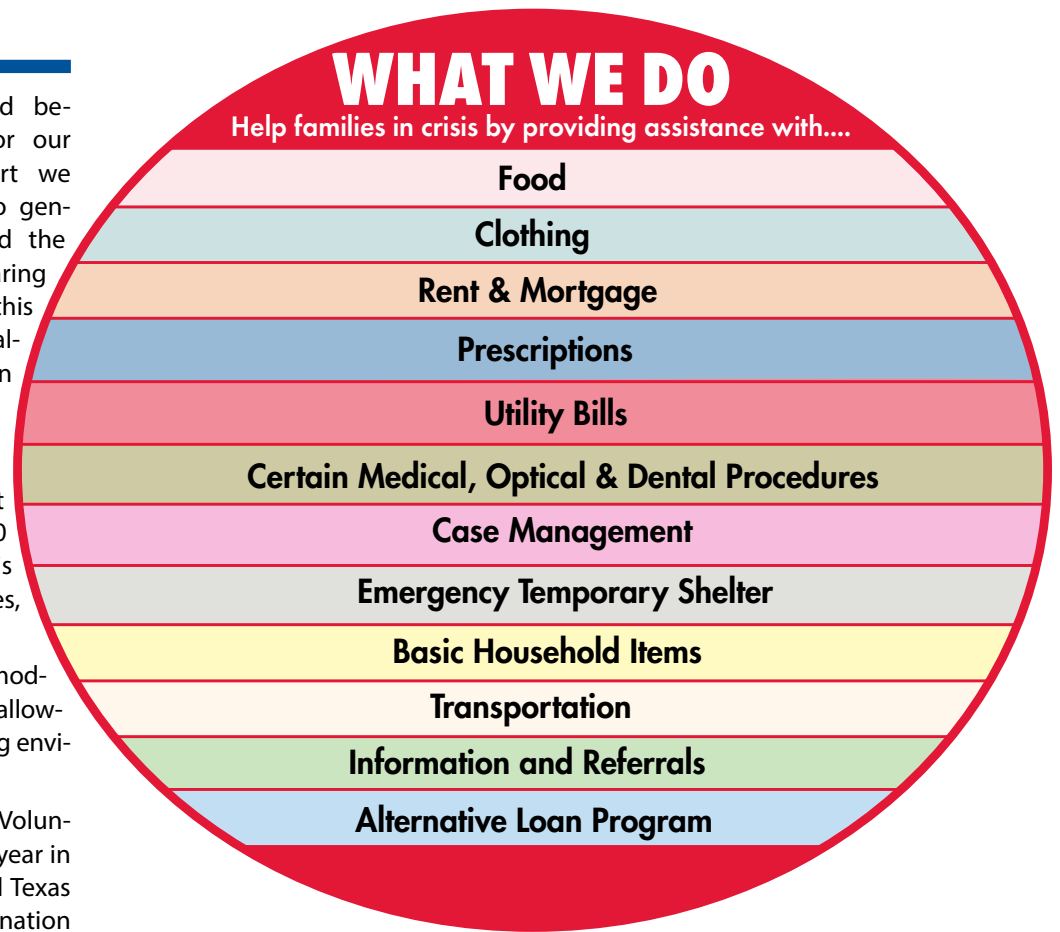 d be-
or our
rt we
gen-
d the
ring
this
al-
n
t
0
s
es,
od-
allow-
g envi-
Volun-
year in
Texas
nation
WHAT WE DO
Help families in crisis by providing assistance with....
Food
Clothing
Rent & Mortgage
Prescriptions
Utility Bills
Certain Medical, Optical & Dental Procedures
Case Management
Emergency Temporary Shelter
Basic Household Items
Transportation
Information and Referrals
Alternative Loan Program